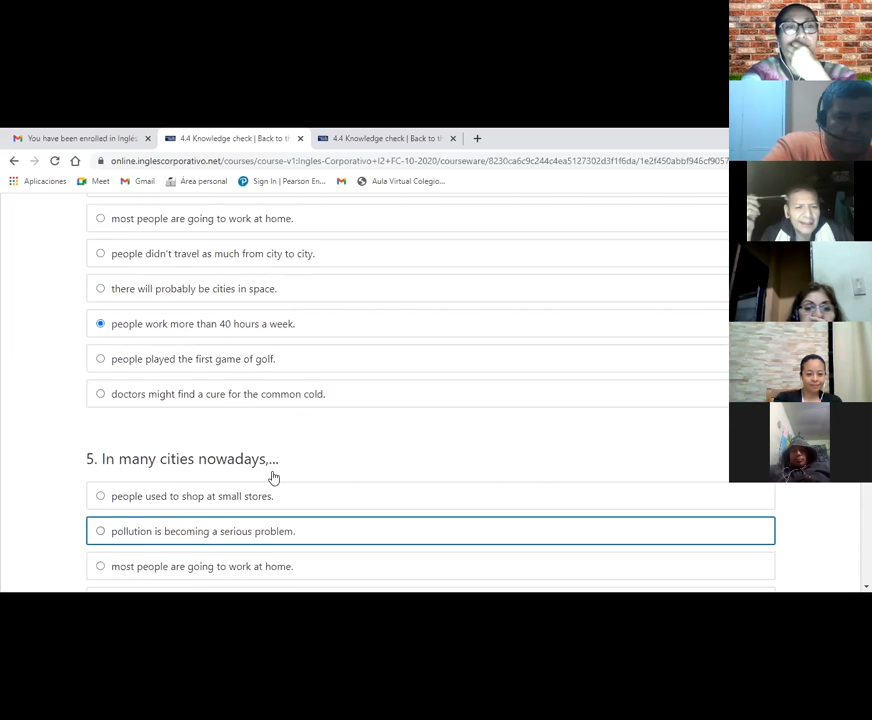 You have been enrolled in Inglés
4.4 Knowledge check | Back to th
4.4 Knowledge check | Back to th
online.inglescorporativo.net/courses/course-v1:Ingles-Corporativo+I2+FC-10-2020/courseware/8230ca6c9c244c4ea5127302d3f1f6da/1e2f450abbf946cf9057
Aplicaciones
Meet
Gmail
Área personal
Sign In | Pearson En...
Aula Virtual Colegio...
most people are going to work at home.
people didn't travel as much from city to city.
there will probably be cities in space.
people work more than 40 hours a week.
people played the first game of golf.
doctors might find a cure for the common cold.
5. In many cities nowadays,...
people used to shop at small stores.
pollution is becoming a serious problem.
most people are going to work at home.